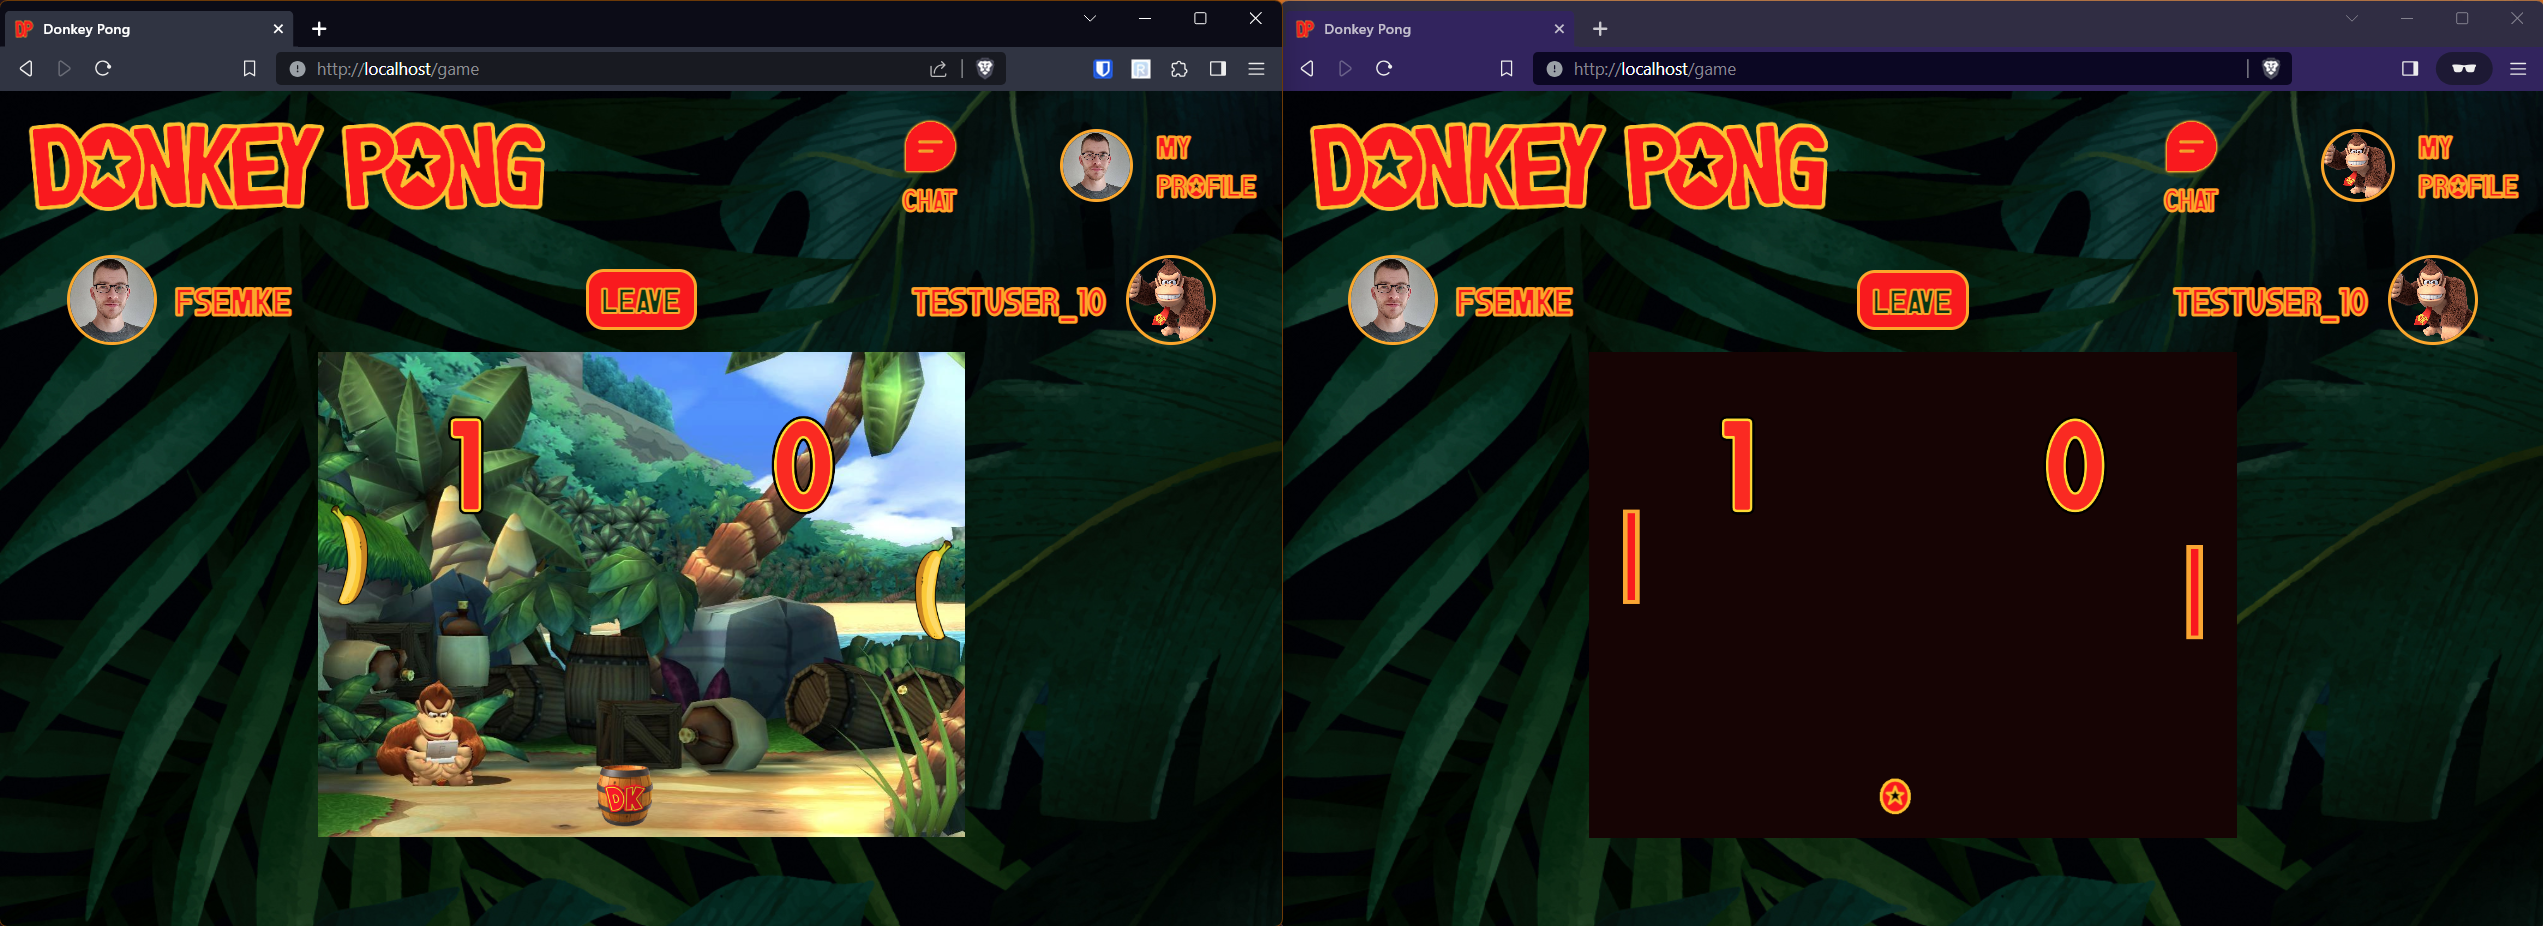 Donkey Pong
http://localhost/game
DONKEY PONG
CHAT
MY
PROFILE
FSEMKE
LEAVE
TESTUSER_10
1 0
DK
Donkey Pong
http://localhost/game
DONKEY PONG
CHAT
MY
PROFILE
FSEMKE
LEAVE
TESTUSER_10
1 0